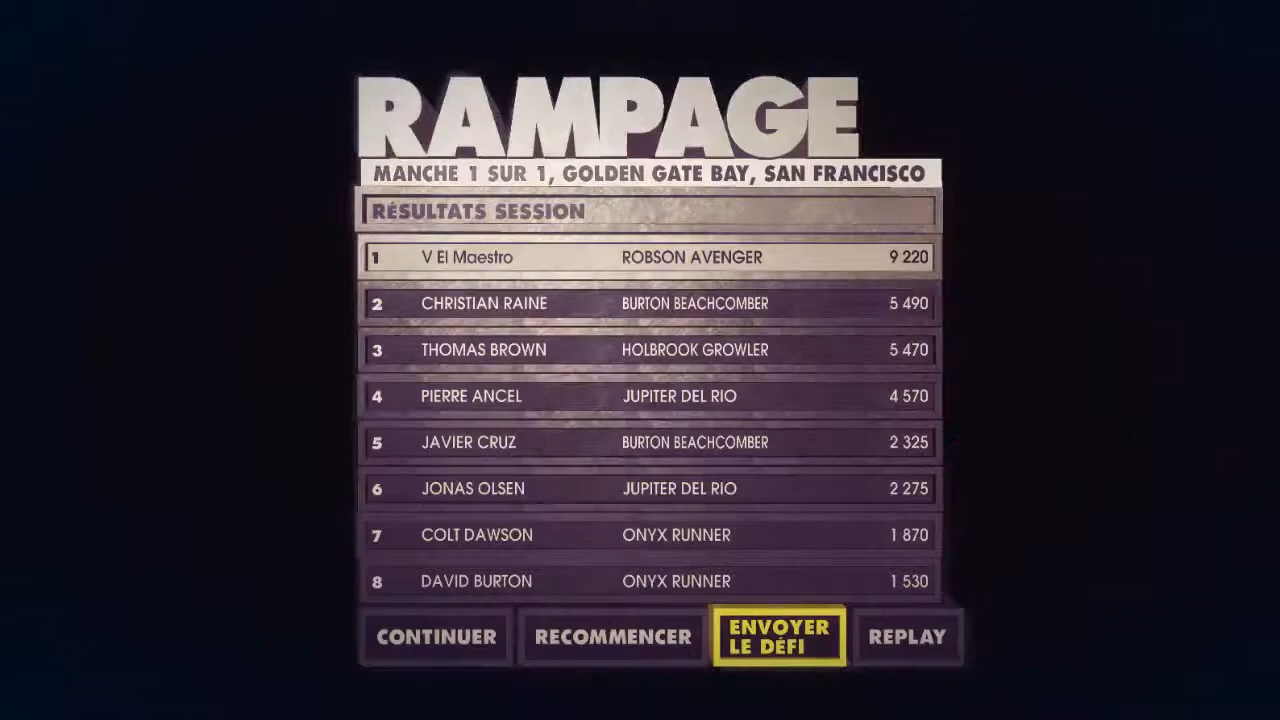 RAMPAGE
MANCHE 1 SUR 1, GOLDEN GATE BAY, SAN FRANCISCO
RÉSULTATS SESSION
1 V El Maestro ROBSON AVENGER 9 220
2 CHRISTIAN RAINE BURTON BEACHCOMBER 5 490
3 THOMAS BROWN HOLBROOK GROWLER 5 470
4 PIERRE ANCEL JUPITER DEL RIO 4 570
5 JAVIER CRUZ BURTON BEACHCOMBER 2 325
6 JONAS OLSEN JUPITER DEL RIO 2 275
7 COLT DAWSON ONYX RUNNER 1 870
8 DAVID BURTON ONYX RUNNER 1 530
CONTINUER
RECOMMENCER
ENVOYER
LE DÉFI
REPLAY